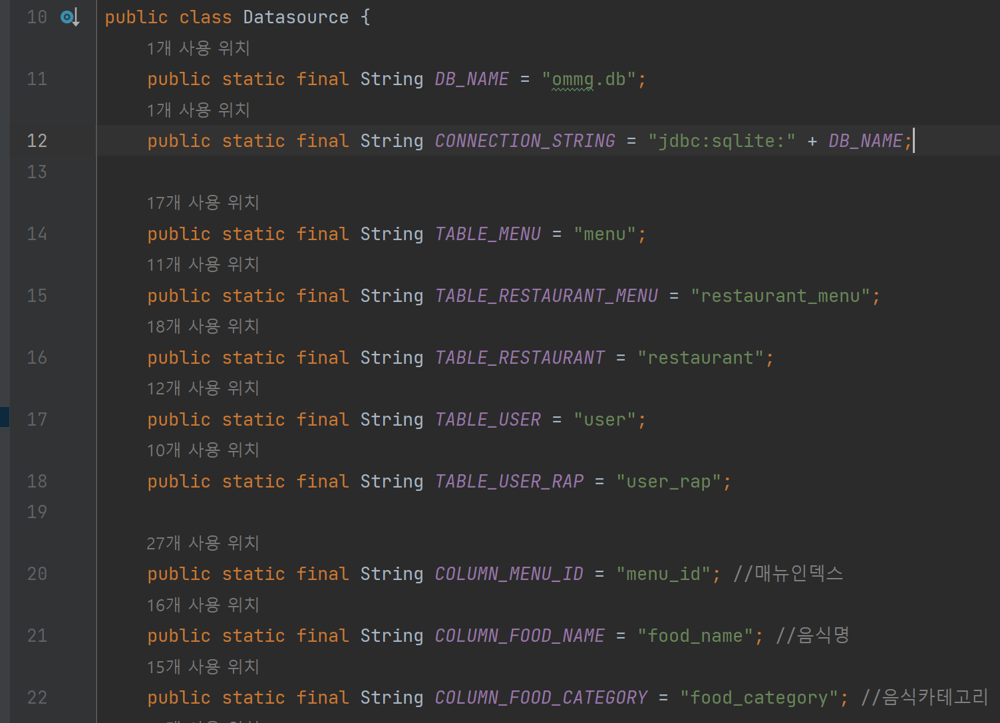 10 public class Datasource {
1개 사용 위치
11 public static final String DB_NAME = "ommg.db";
1개 사용 위치
12 public static final String CONNECTION_STRING = "jdbc:sqlite:" + DB_NAME;
13
17개 사용 위치
14 public static final String TABLE_MENU = "menu";
11개 사용 위치
15 public static final String TABLE_RESTAURANT_MENU = "restaurant_menu";
18개 사용 위치
16 public static final String TABLE_RESTAURANT = "restaurant";
12개 사용 위치
17 public static final String TABLE_USER = "user";
10개 사용 위치
18 public static final String TABLE_USER_RAP = "user_rap";
19
27개 사용 위치
20 public static final String COLUMN_MENU_ID = "menu_id"; //매뉴인덱스
16개 사용 위치
21 public static final String COLUMN_FOOD_NAME = "food_name"; //음식명
15개 사용 위치
22 public static final String COLUMN_FOOD_CATEGORY = "food_category"; //음식카테고리